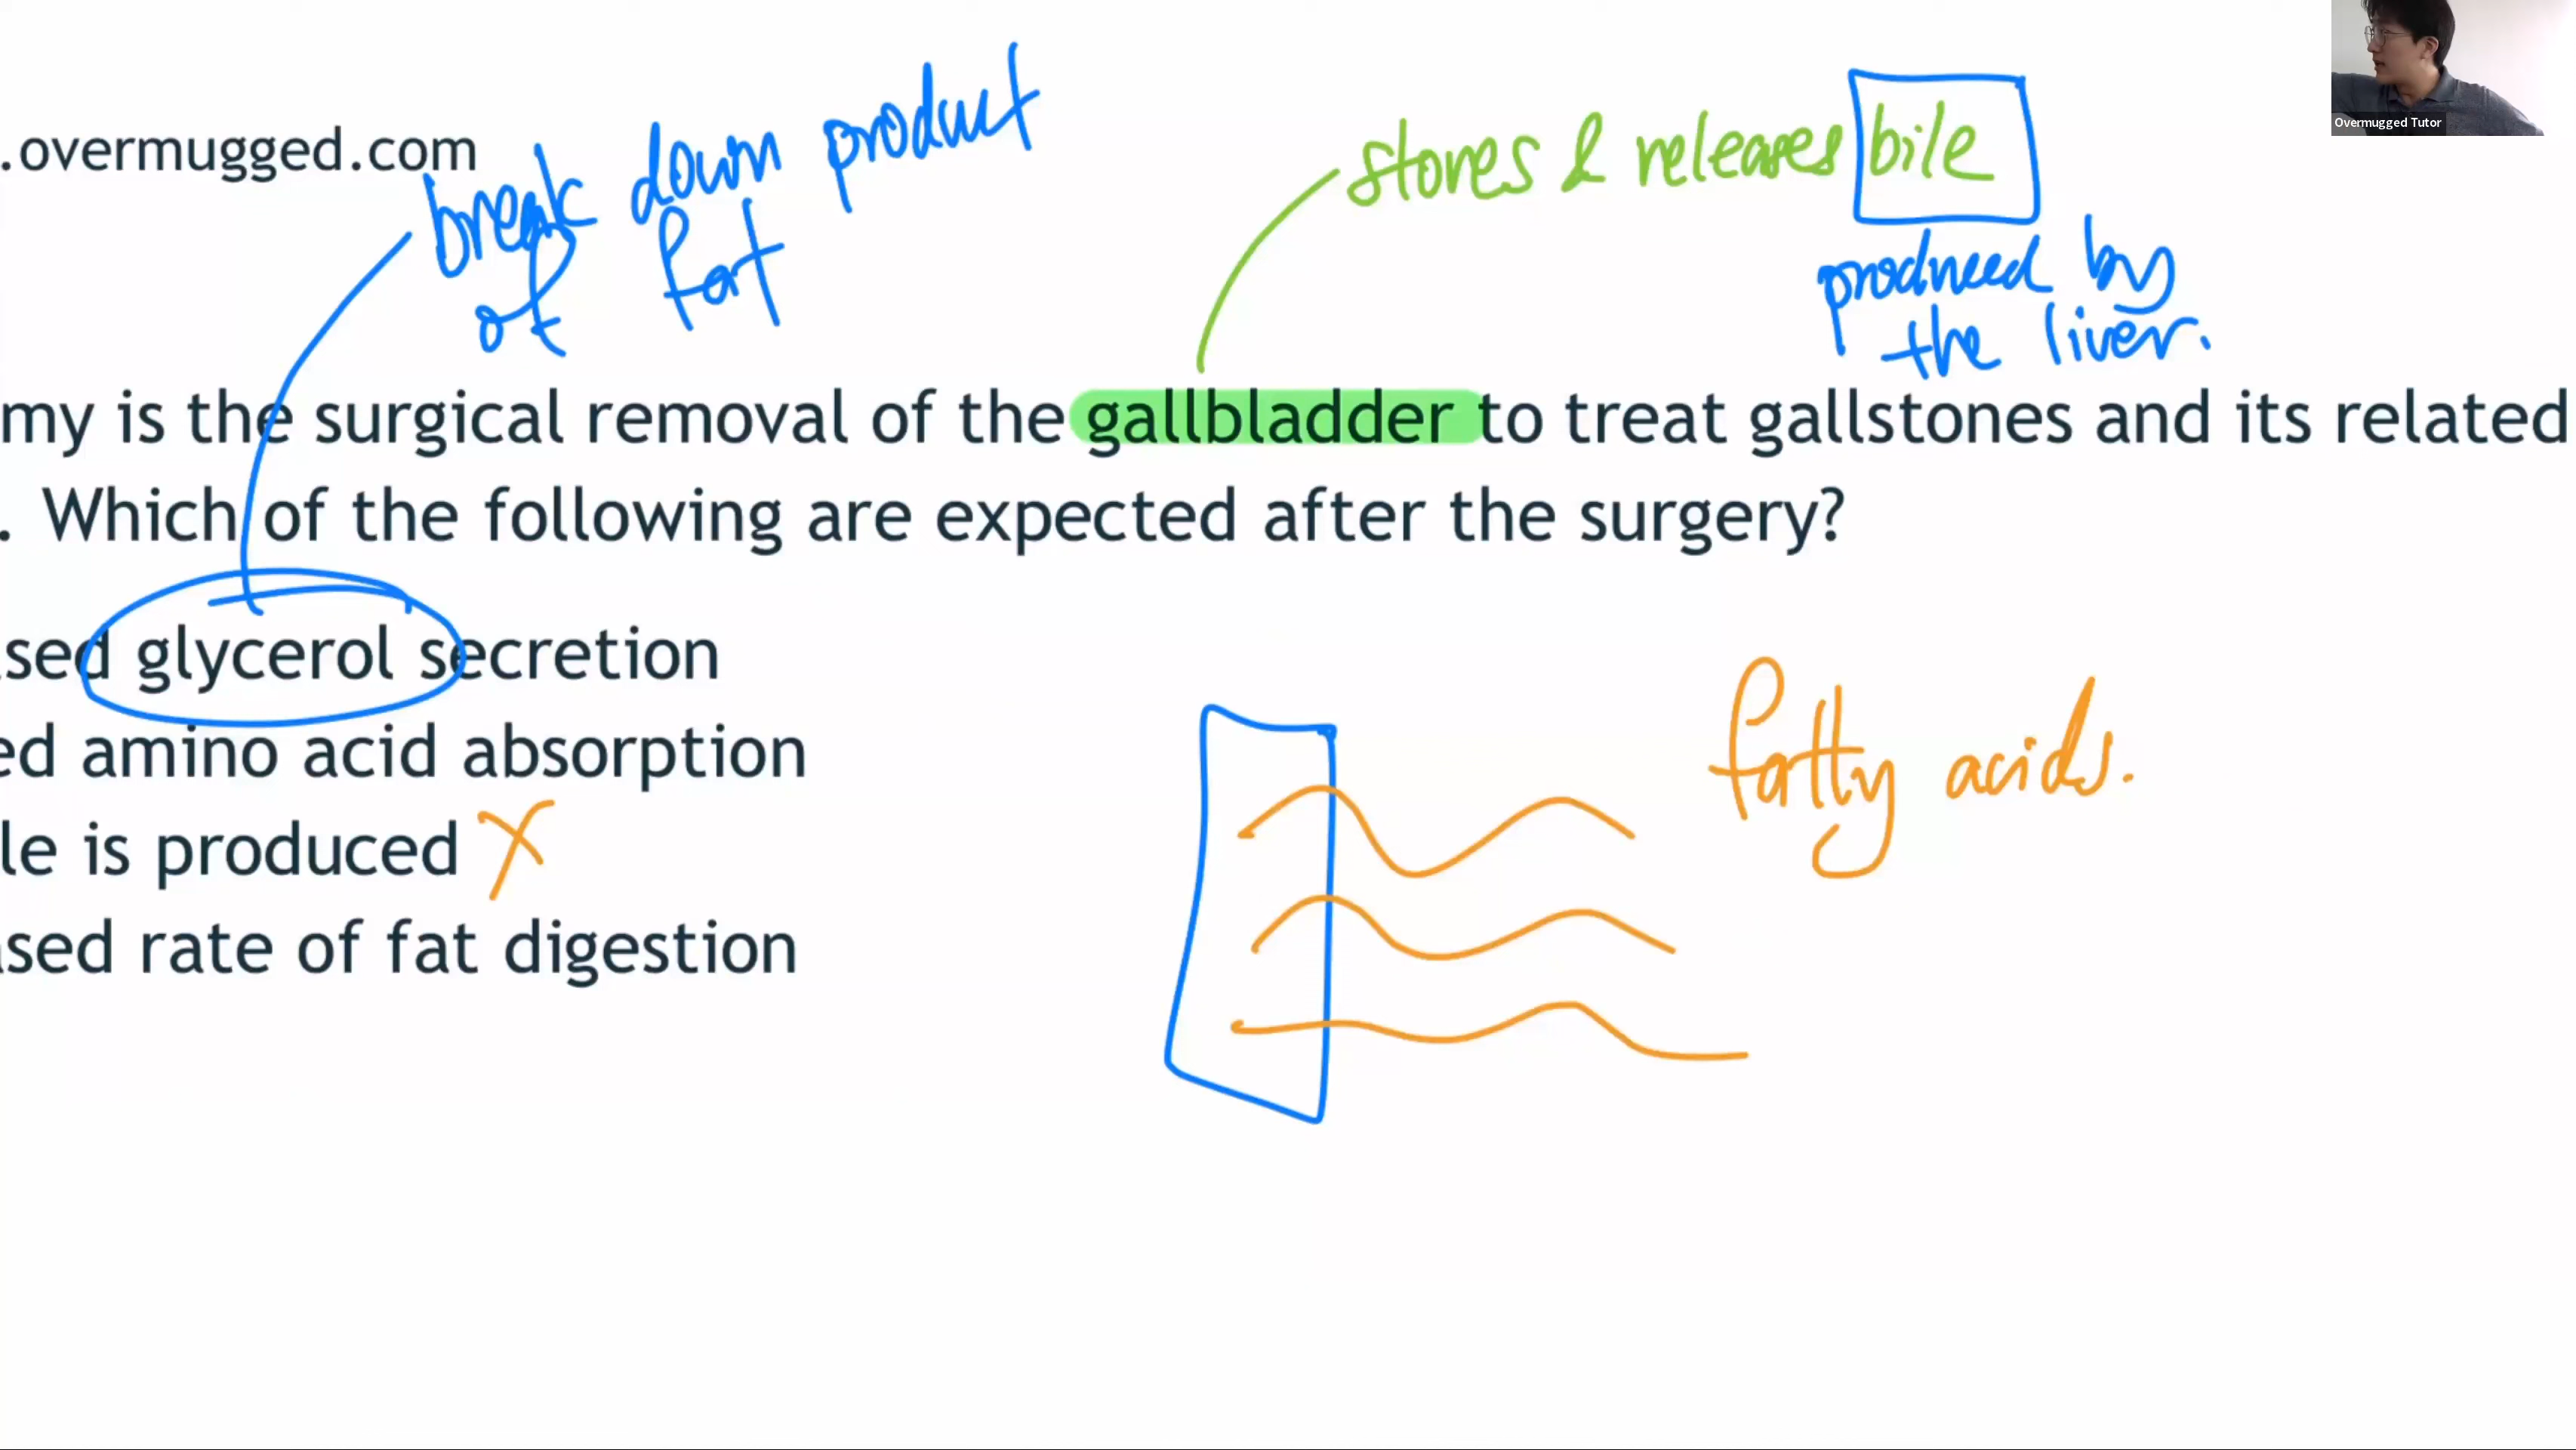 .overmugged.com
break down product
of fat
stores & releases bile
produced by
the liver.
my is the surgical removal of the gallbladder to treat gallstones and its related
. Which of the following are expected after the surgery?
sed glycerol secretion
ed amino acid absorption
le is produced X
ased rate of fat digestion
fatty acids.
Overmugged Tutor